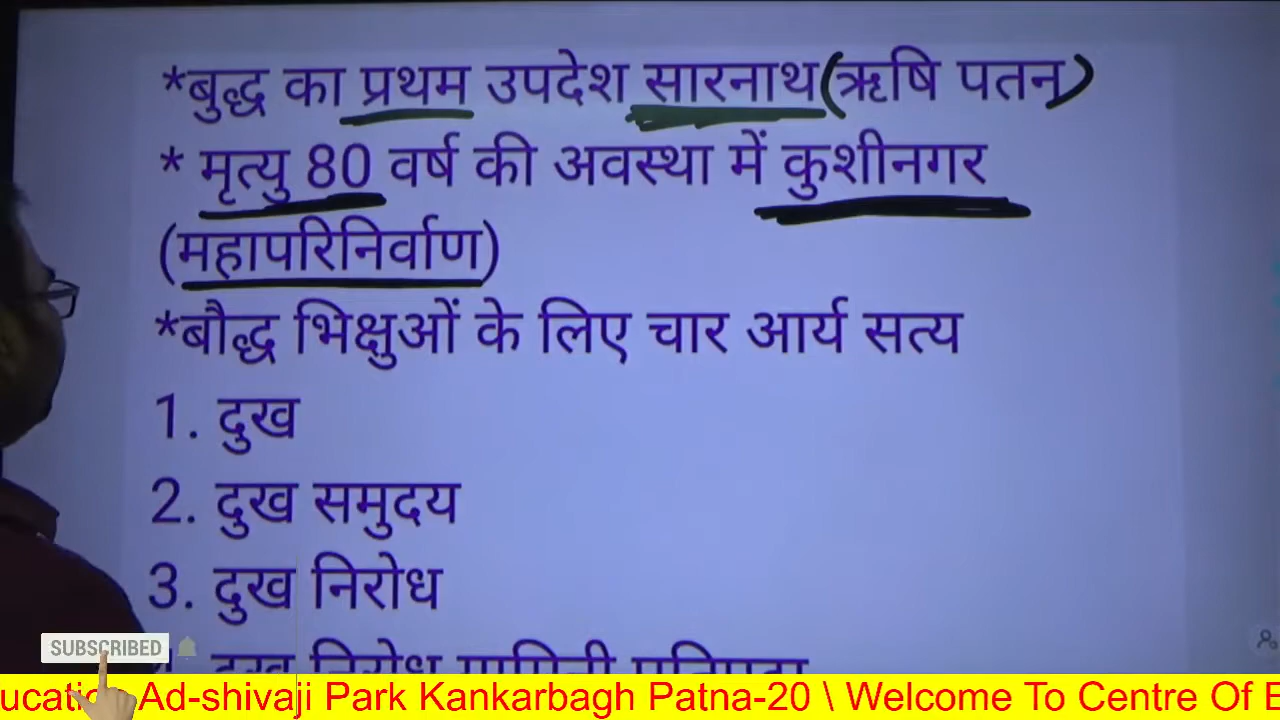 *बुद्ध का प्रथम उपदेश सारनाथ(ऋषि पतन)
* मृत्यु 80 वर्ष की अवस्था में कुशीनगर
(महापरिनिर्वाण)
*बौद्ध भिक्षुओं के लिए चार आर्य सत्य
1. दुख
2. दुख समुदय
3. दुख निरोध
दुख निरोध गामिनी
SUBSCRIBED
Ad-shivaji Park Kankarbagh Patna-20 \ Welcome To Centre Of